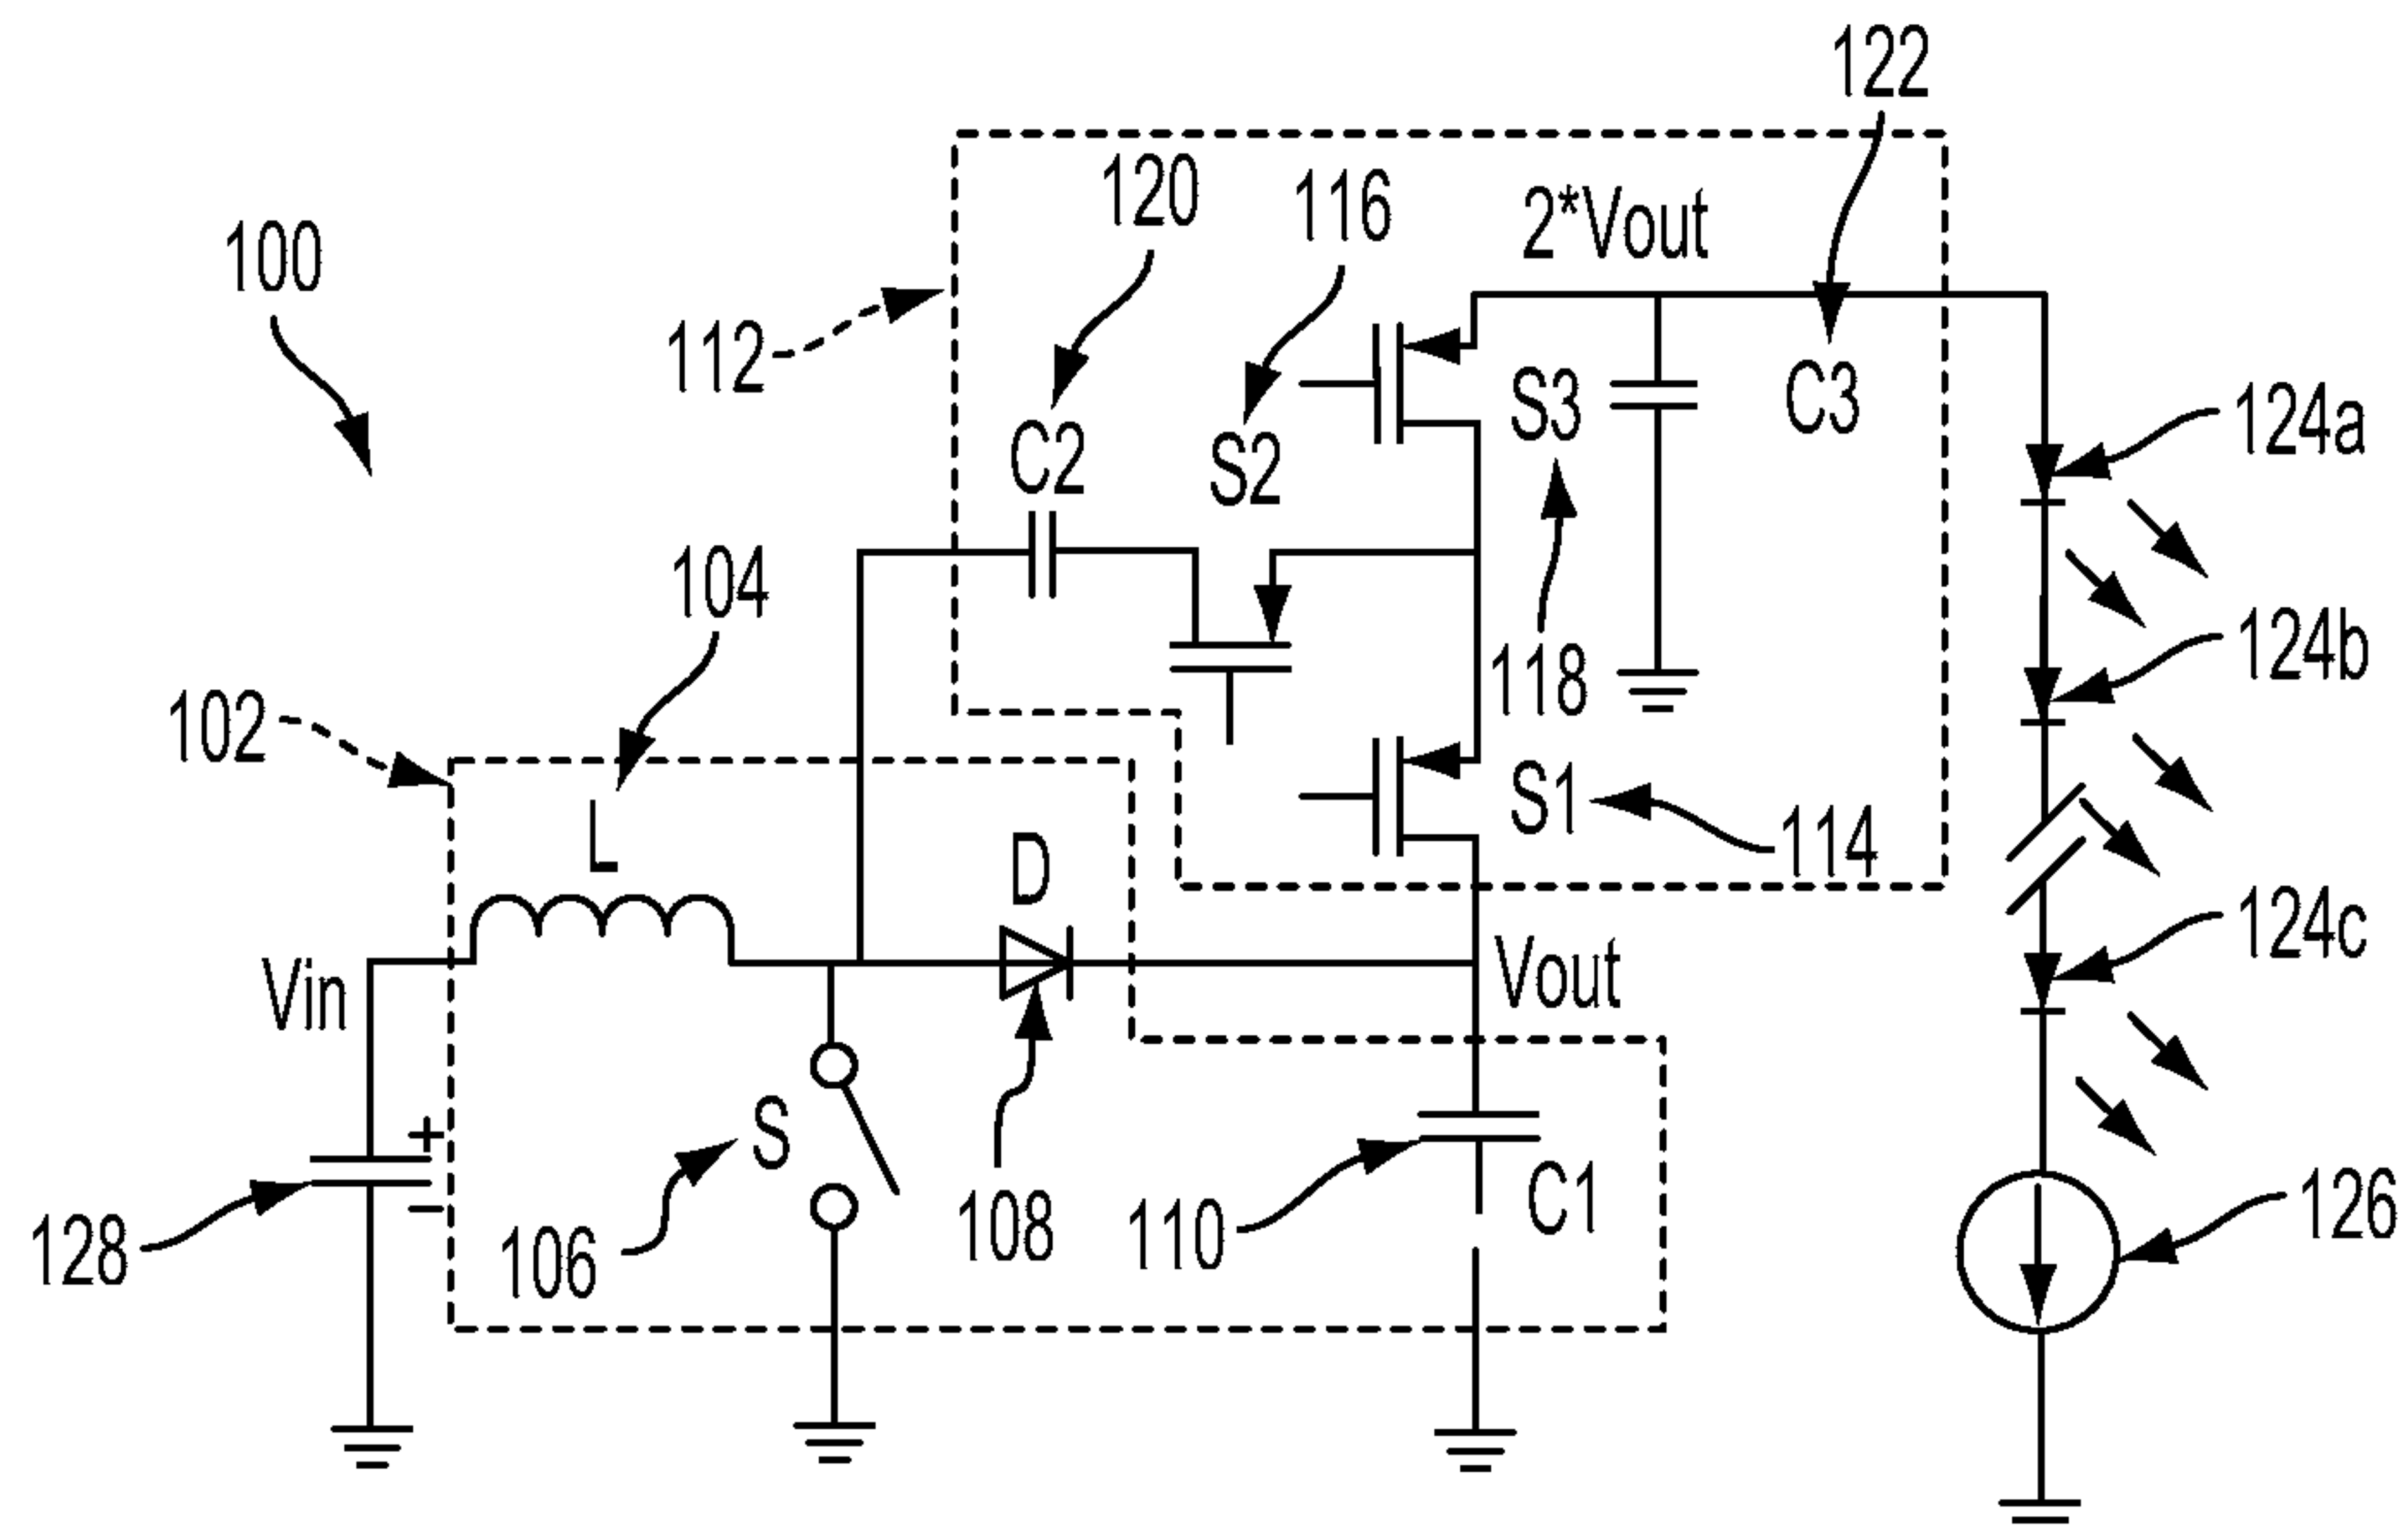 122
120
116
2*Vout
100
112
C2
S2
S3
C3
124a
104
118
124b
102
L
D
S1
114
124c
Vin
Vout
+
S
−
128
106
108
110
C1
126